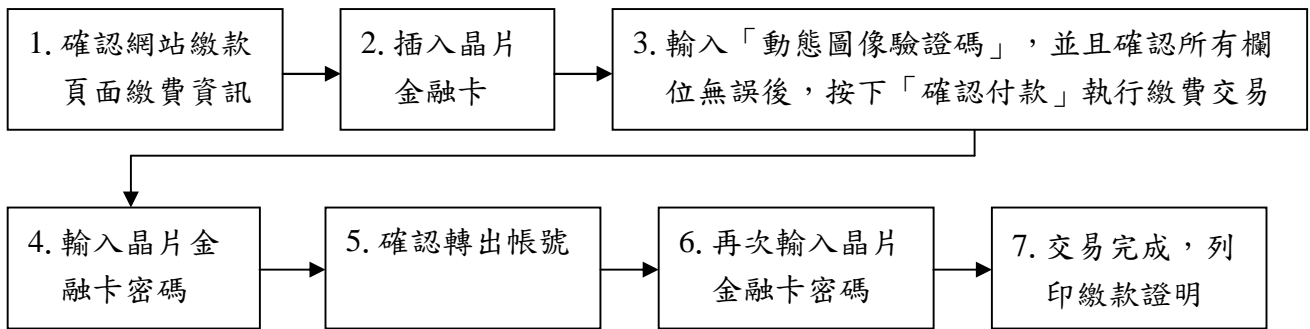 1. 確認網站繳款
頁面繳費資訊
2. 插入晶片
金融卡
3. 輸入「動態圖像驗證碼」，並且確認所有欄
位無誤後，按下「確認付款」執行繳費交易
4. 輸入晶片金
融卡密碼
5. 確認轉出帳號
6. 再次輸入晶片
金融卡密碼
7. 交易完成，列
印繳款證明